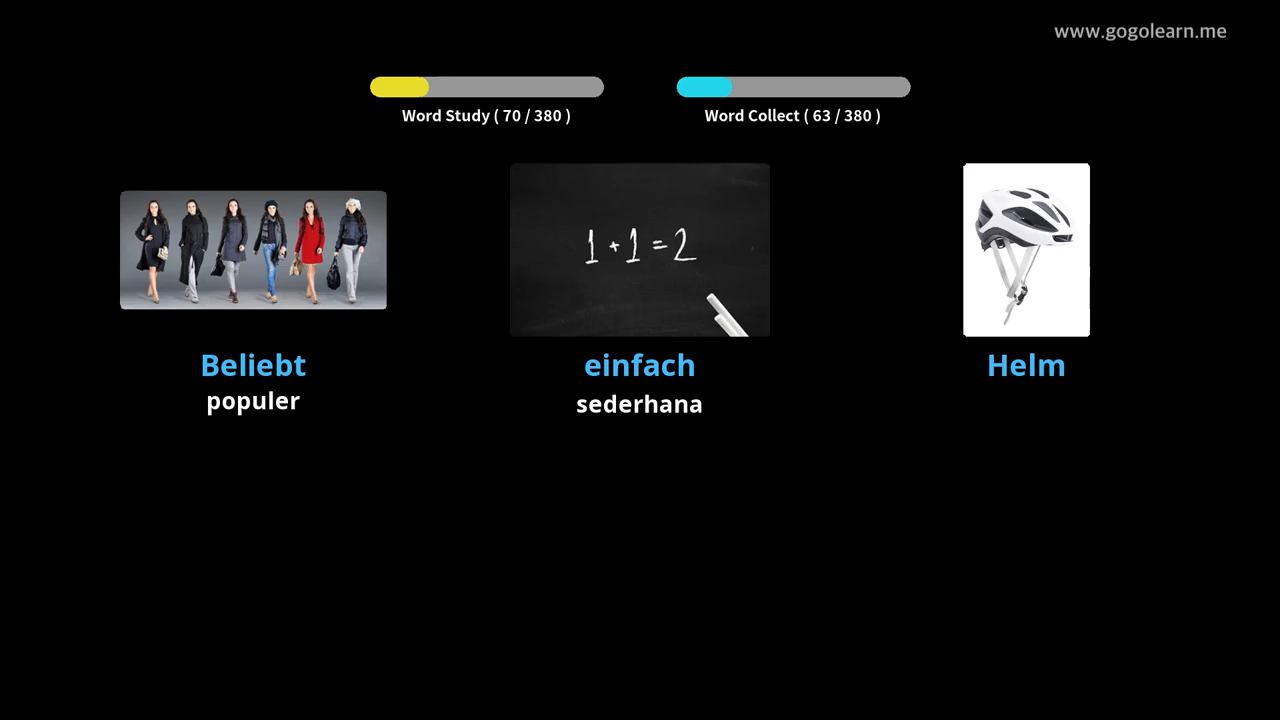 www.gogolearn.me
Word Study ( 70 / 380 )
Word Collect ( 63 / 380 )
1 + 1 = 2
Beliebt
einfach
Helm
populer
sederhana